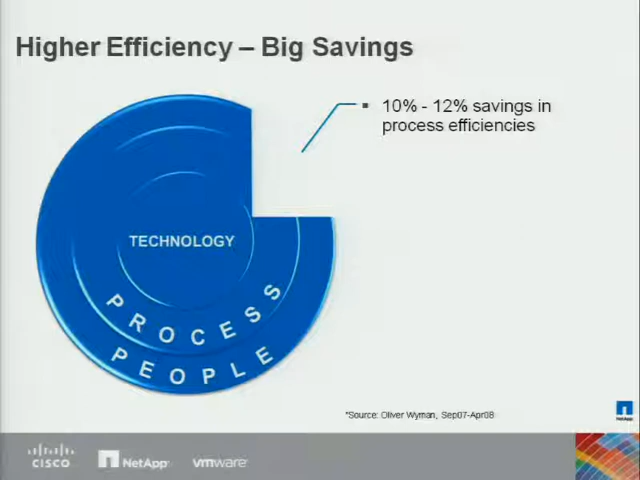 Higher Efficiency – Big Savings
▪ 10% - 12% savings in
process efficiencies
TECHNOLOGY
PROCESS
PEOPLE
*Source: Oliver Wyman, Sep07-Apr08
NetApp
CISCO
NetApp
vmware